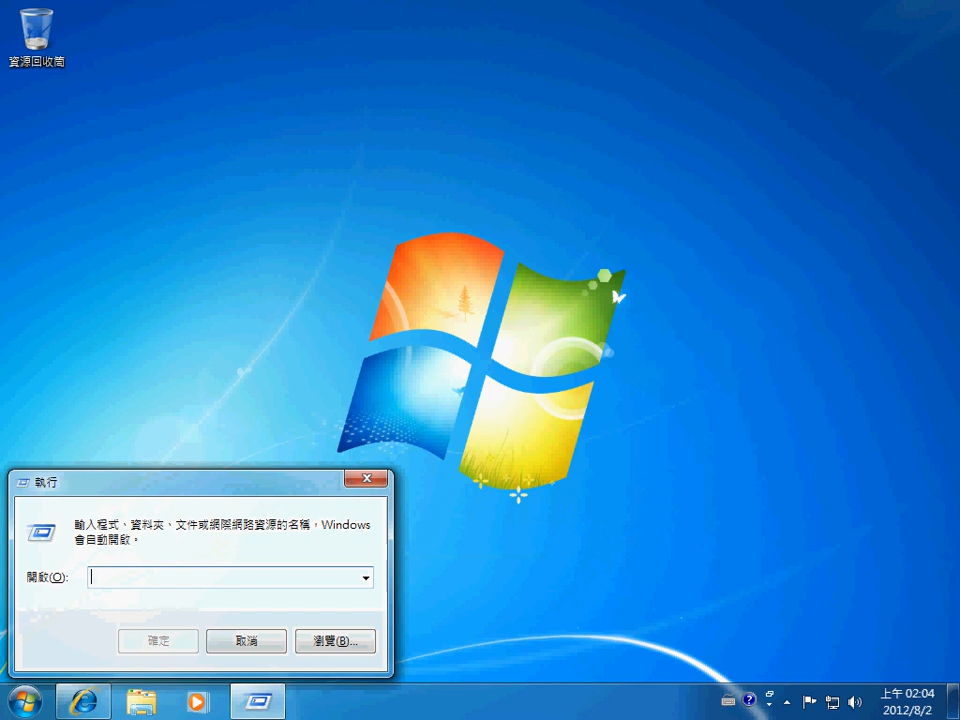 資源回收筒
執行
輸入程式、資料夾、文件或網際網路資源的名稱，Windows
會自動開啟。
開啟(O):
確定
取消
瀏覽(B)...
上午 02:04
2012/8/2